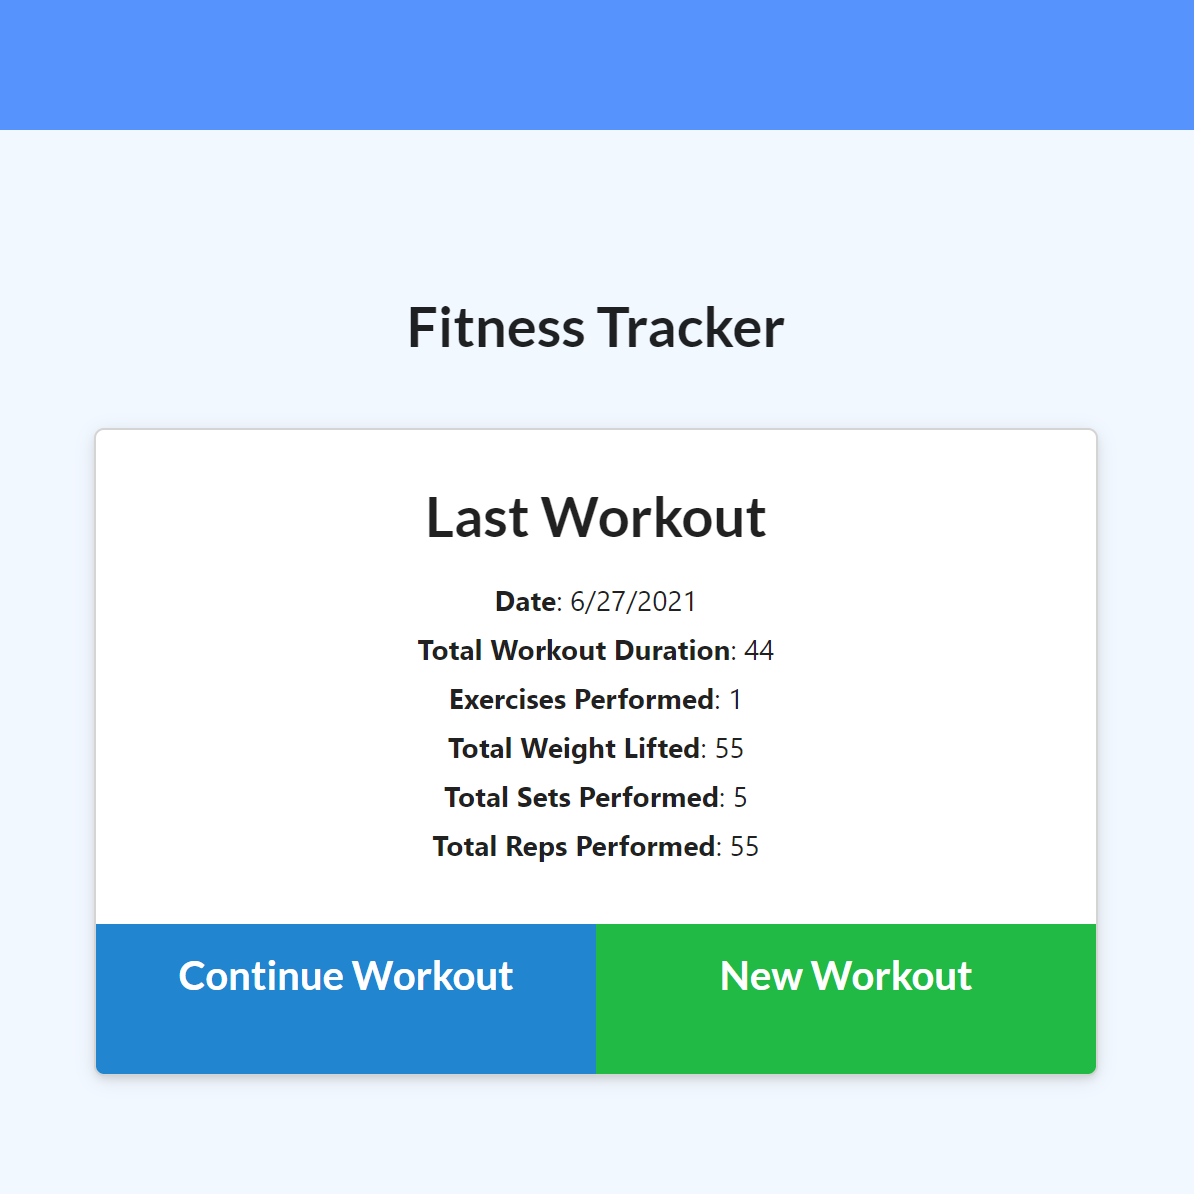 Fitness Tracker
Last Workout
Date: 6/27/2021
Total Workout Duration: 44
Exercises Performed: 1
Total Weight Lifted: 55
Total Sets Performed: 5
Total Reps Performed: 55
Continue Workout
New Workout